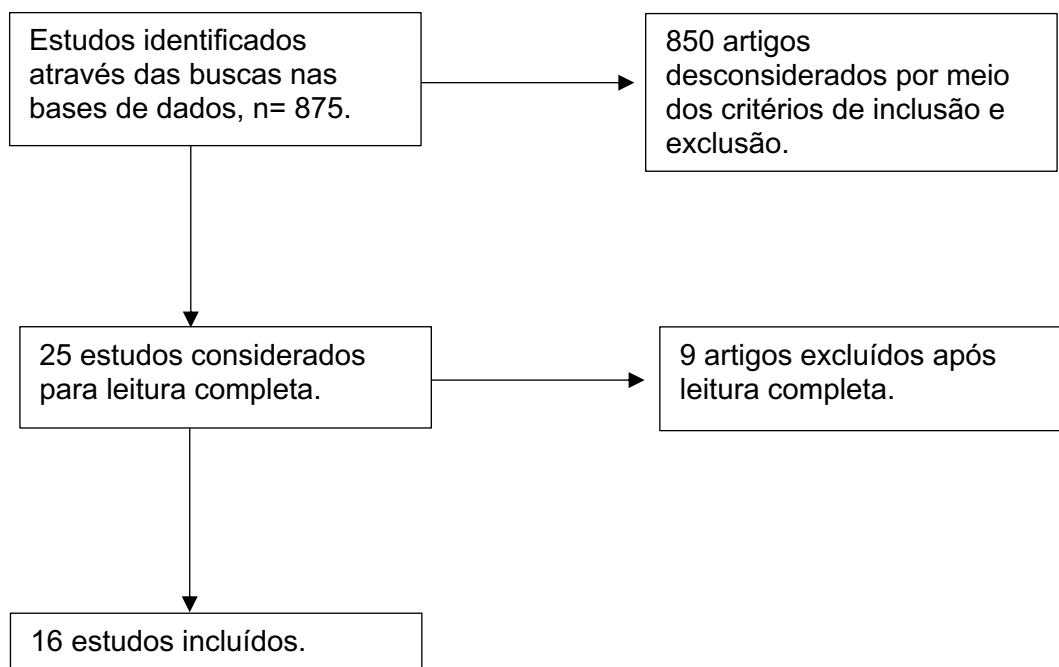 Estudos identificados
através das buscas nas
bases de dados, n= 875.
850 artigos
desconsiderados por meio
dos critérios de inclusão e
exclusão.
25 estudos considerados
para leitura completa.
9 artigos excluídos após
leitura completa.
16 estudos incluídos.